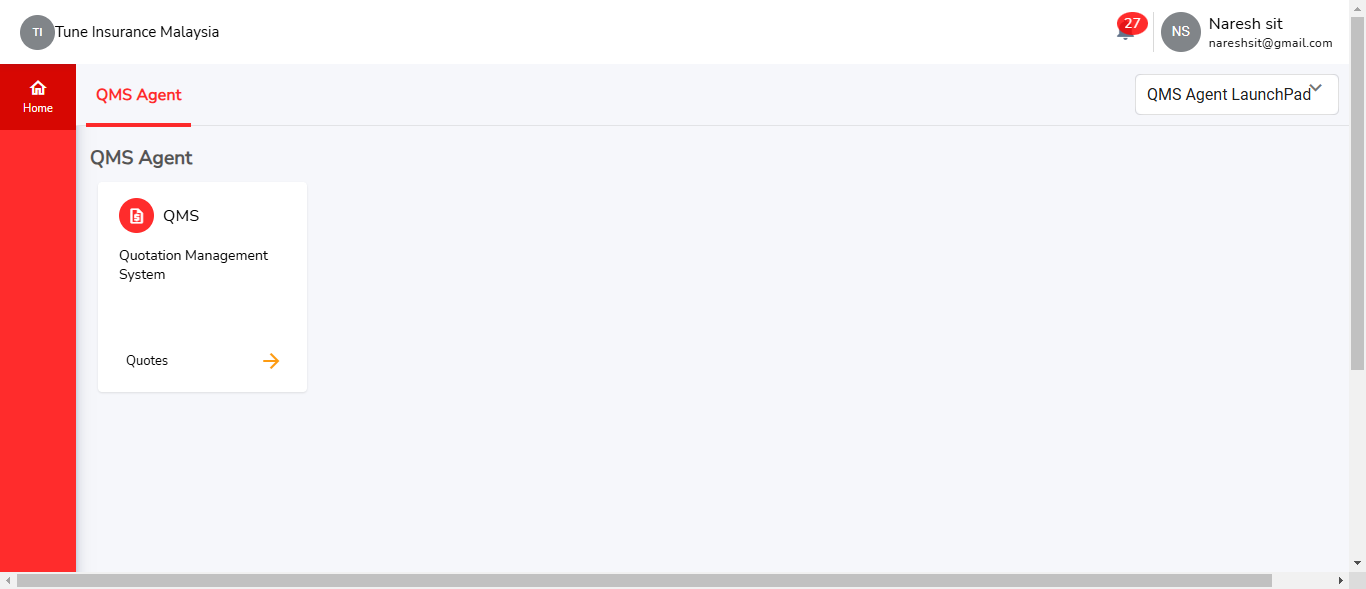 TI Tune Insurance Malaysia
27
NS
Naresh sit
nareshsit@gmail.com
Home
QMS Agent
QMS Agent LaunchPad
QMS Agent
QMS
Quotation Management
System
Quotes